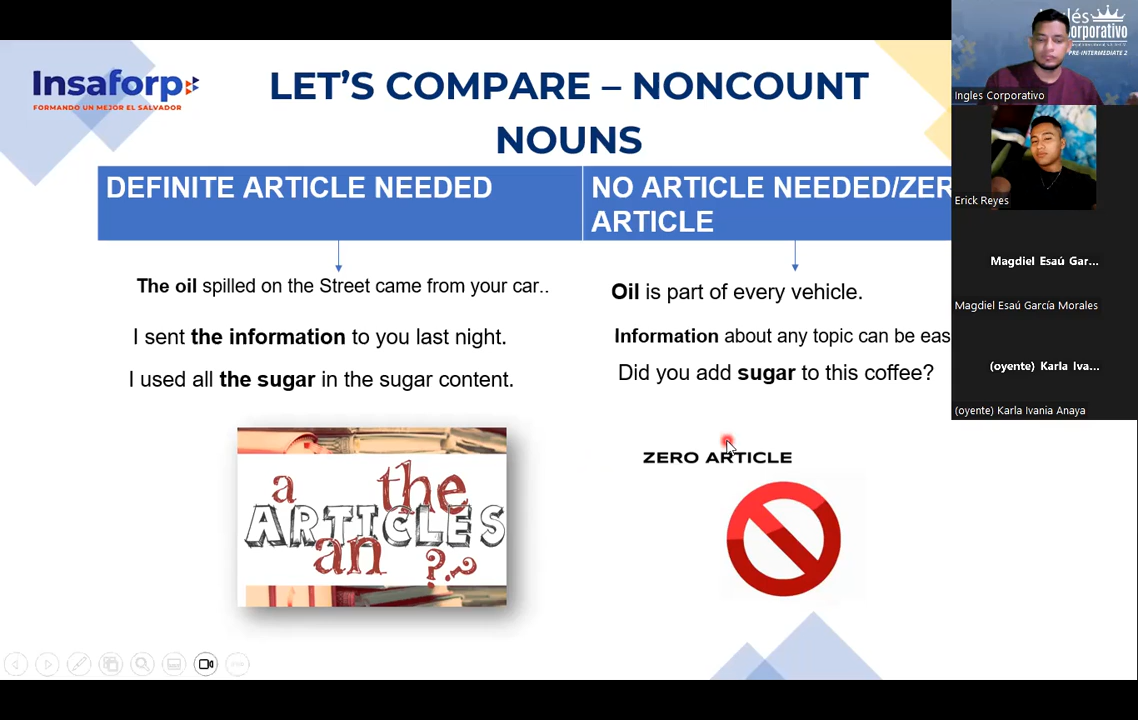 Insaforp
FORMANDO UN MEJOR EL SALVADOR
LET'S COMPARE – NONCOUNT
NOUNS
DEFINITE ARTICLE NEEDED
NO ARTICLE NEEDED/ZER
ARTICLE
The oil spilled on the Street came from your car..
I sent the information to you last night.
I used all the sugar in the sugar content.
Oil is part of every vehicle.
Information about any topic can be eas
Did you add sugar to this coffee?
a
the
ARTICLES
an ?.?
ZERO ARTICLE
Inglés
Corporativo
PRE-INTERMEDIATE 2
Ingles Corporativo
Erick Reyes
Magdiel Esaú Gar...
Magdiel Esaú García Morales
(oyente) Karla Iva...
(oyente) Karla Ivania Anaya